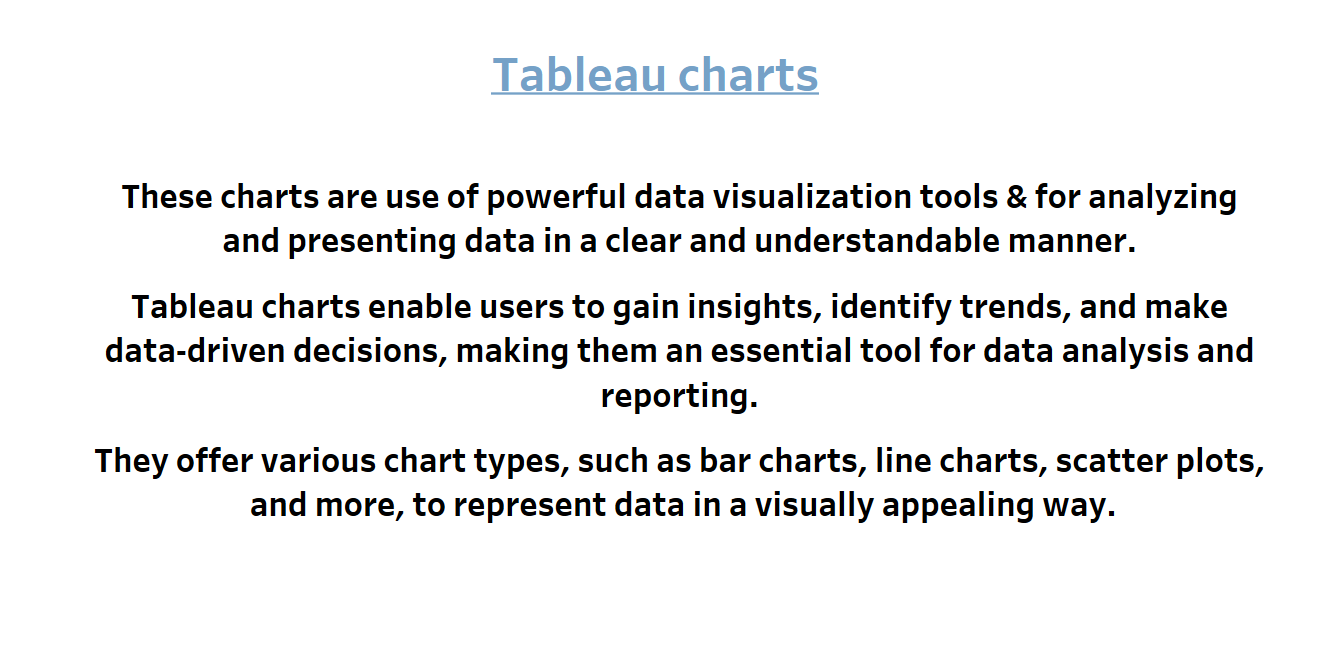 Tableau charts
These charts are use of powerful data visualization tools & for analyzing
and presenting data in a clear and understandable manner.
Tableau charts enable users to gain insights, identify trends, and make
data-driven decisions, making them an essential tool for data analysis and
reporting.
They offer various chart types, such as bar charts, line charts, scatter plots,
and more, to represent data in a visually appealing way.